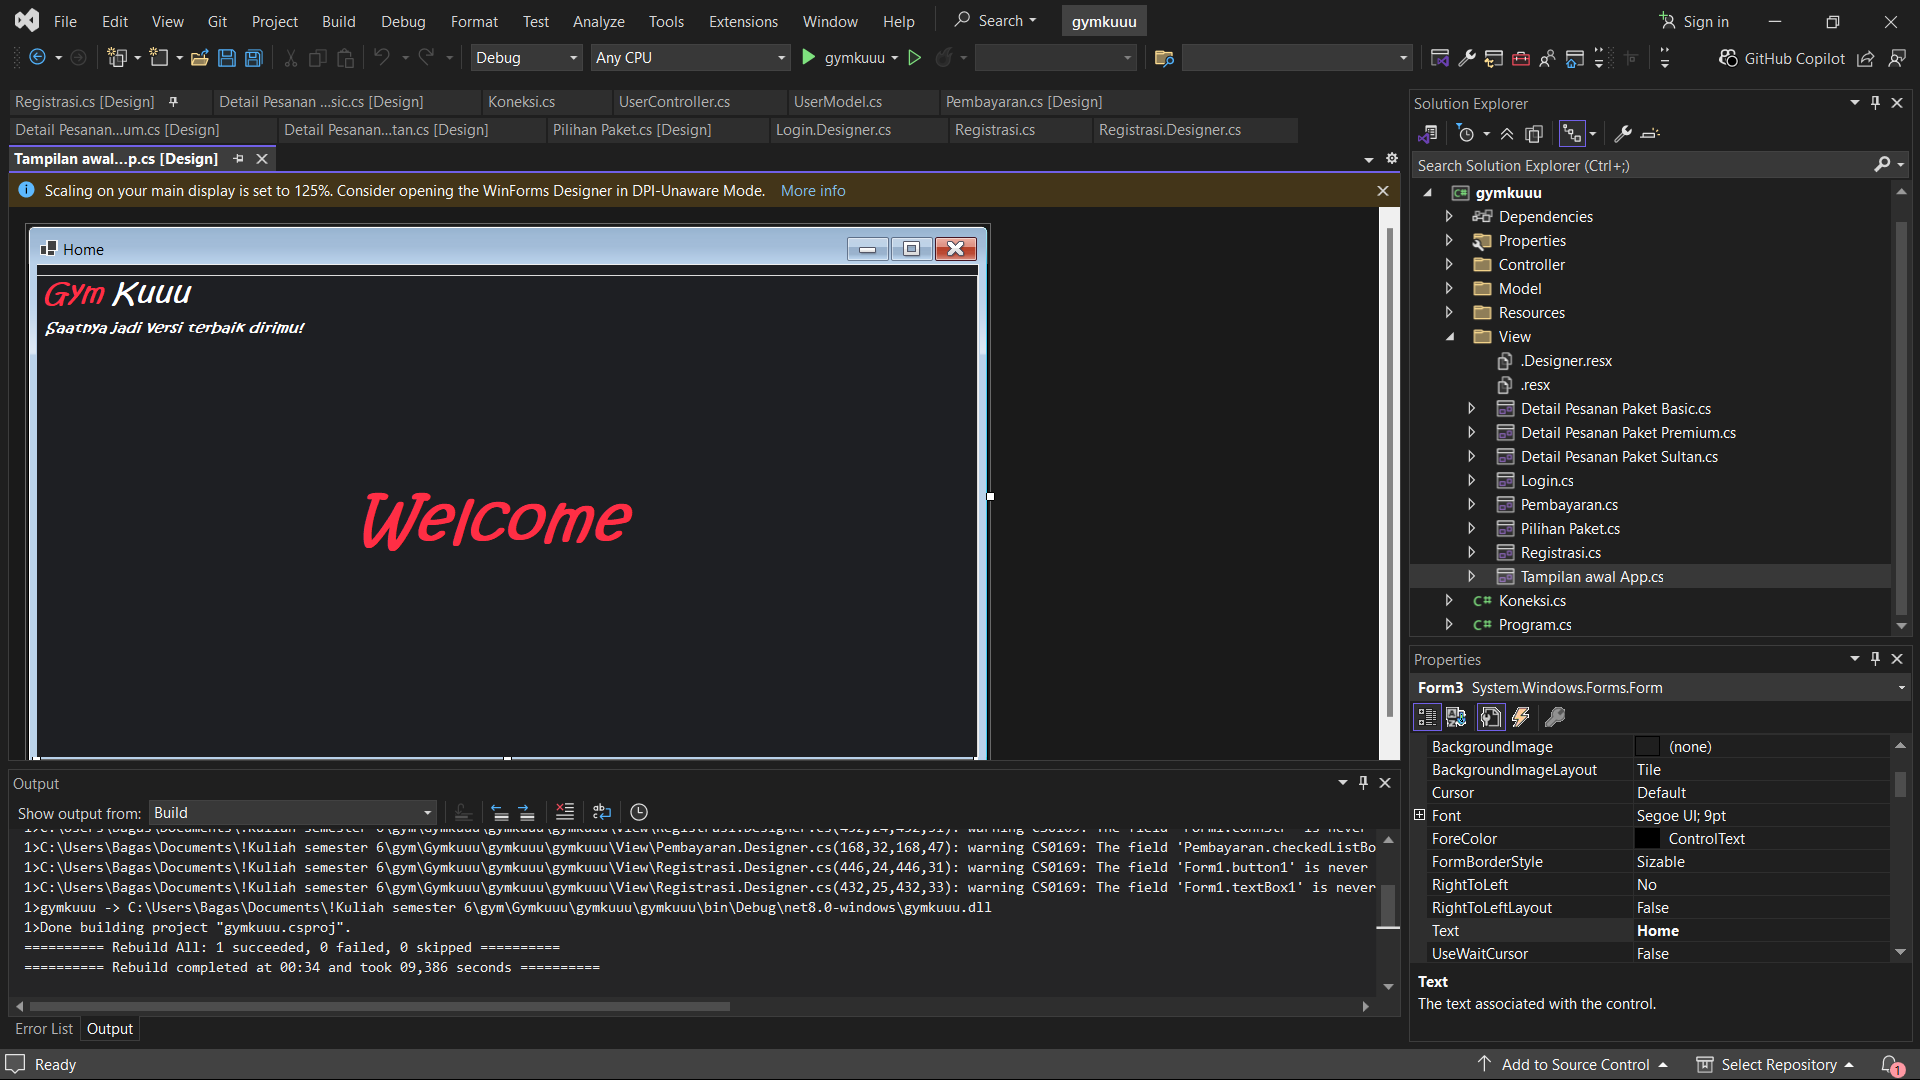 File Edit View Git Project Build Debug Format Test Analyze Tools Extensions Window Help Search gymkuuu Sign in
Debug Any CPU gymkuuu GitHub Copilot
Registrasi.cs [Design] Detail Pesanan ...sic.cs [Design] Koneksi.cs UserController.cs UserModel.cs Pembayaran.cs [Design]
Detail Pesanan...um.cs [Design] Detail Pesanan...tan.cs [Design] Pilihan Paket.cs [Design] Login.Designer.cs Registrasi.cs Registrasi.Designer.cs
Tampilan awal...p.cs [Design]
Scaling on your main display is set to 125%. Consider opening the WinForms Designer in DPI-Unaware Mode. More info
Home
Gym Kuuu
Saatnya jadi versi terbaik dirimu!
Welcome
Output
Show output from: Build
1>C:\Users\Bagas\Documents\!Kuliah semester 6\gym\Gymkuuu\gymkuuu\gymkuuu\View\Pembayaran.Designer.cs(168,32,168,47): warning CS0169: The field 'Pembayaran.checkedListBo
1>C:\Users\Bagas\Documents\!Kuliah semester 6\gym\Gymkuuu\gymkuuu\gymkuuu\View\Registrasi.Designer.cs(446,24,446,31): warning CS0169: The field 'Form1.button1' is never
1>C:\Users\Bagas\Documents\!Kuliah semester 6\gym\Gymkuuu\gymkuuu\gymkuuu\View\Registrasi.Designer.cs(432,25,432,33): warning CS0169: The field 'Form1.textBox1' is never
1>gymkuuu -> C:\Users\Bagas\Documents\!Kuliah semester 6\gym\Gymkuuu\gymkuuu\gymkuuu\bin\Debug\net8.0-windows\gymkuuu.dll
1>Done building project "gymkuuu.csproj".
========== Rebuild All: 1 succeeded, 0 failed, 0 skipped ==========
========== Rebuild completed at 00:34 and took 09,386 seconds ==========
Error List Output
Solution Explorer
Search Solution Explorer (Ctrl+;)
gymkuuu
Dependencies
Properties
Controller
Model
Resources
View
.Designer.resx
.resx
Detail Pesanan Paket Basic.cs
Detail Pesanan Paket Premium.cs
Detail Pesanan Paket Sultan.cs
Login.cs
Pembayaran.cs
Pilihan Paket.cs
Registrasi.cs
Tampilan awal App.cs
C# Koneksi.cs
C# Program.cs
Properties
Form3 System.Windows.Forms.Form
BackgroundImage (none)
BackgroundImageLayout Tile
Cursor Default
Font Segoe UI; 9pt
ForeColor ControlText
FormBorderStyle Sizable
RightToLeft No
RightToLeftLayout False
Text Home
UseWaitCursor False
Text
The text associated with the control.
Ready Add to Source Control Select Repository 1